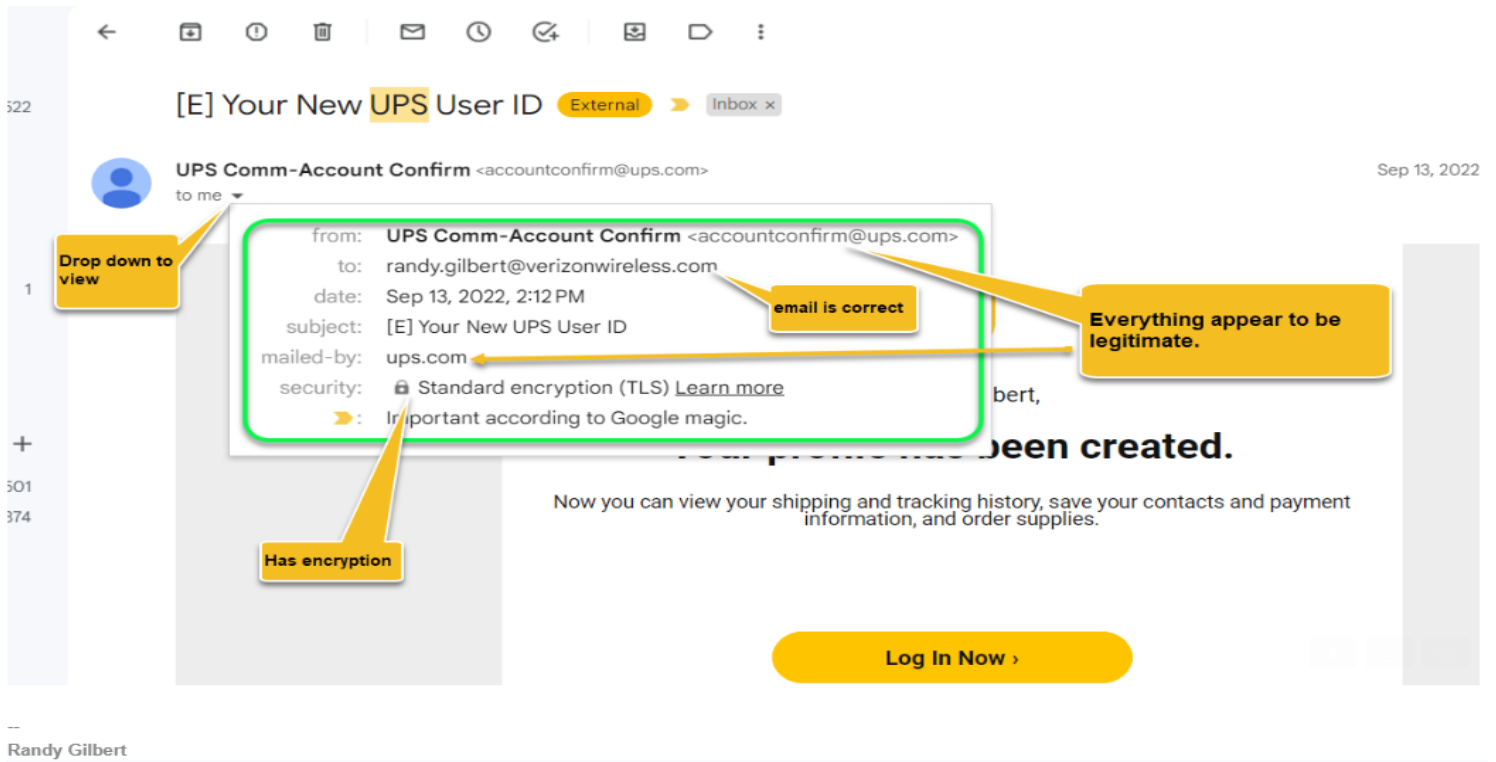 [E] Your New UPS User ID External Inbox ×
522
UPS Comm-Account Confirm <accountconfirm@ups.com> Sep 13, 2022
to me
from: UPS Comm-Account Confirm <accountconfirm@ups.com>
Drop down to
view
to: randy.gilbert@verizonwireless.com
1
date: Sep 13, 2022, 2:12 PM
email is correct
Everything appear to be
legitimate.
subject: [E] Your New UPS User ID
mailed-by: ups.com
security: Standard encryption (TLS) Learn more
bert,
: Important according to Google magic.
been created.
501
374
Now you can view your shipping and tracking history, save your contacts and payment
information, and order supplies.
Has encryption
Log In Now ›
--
Randy Gilbert